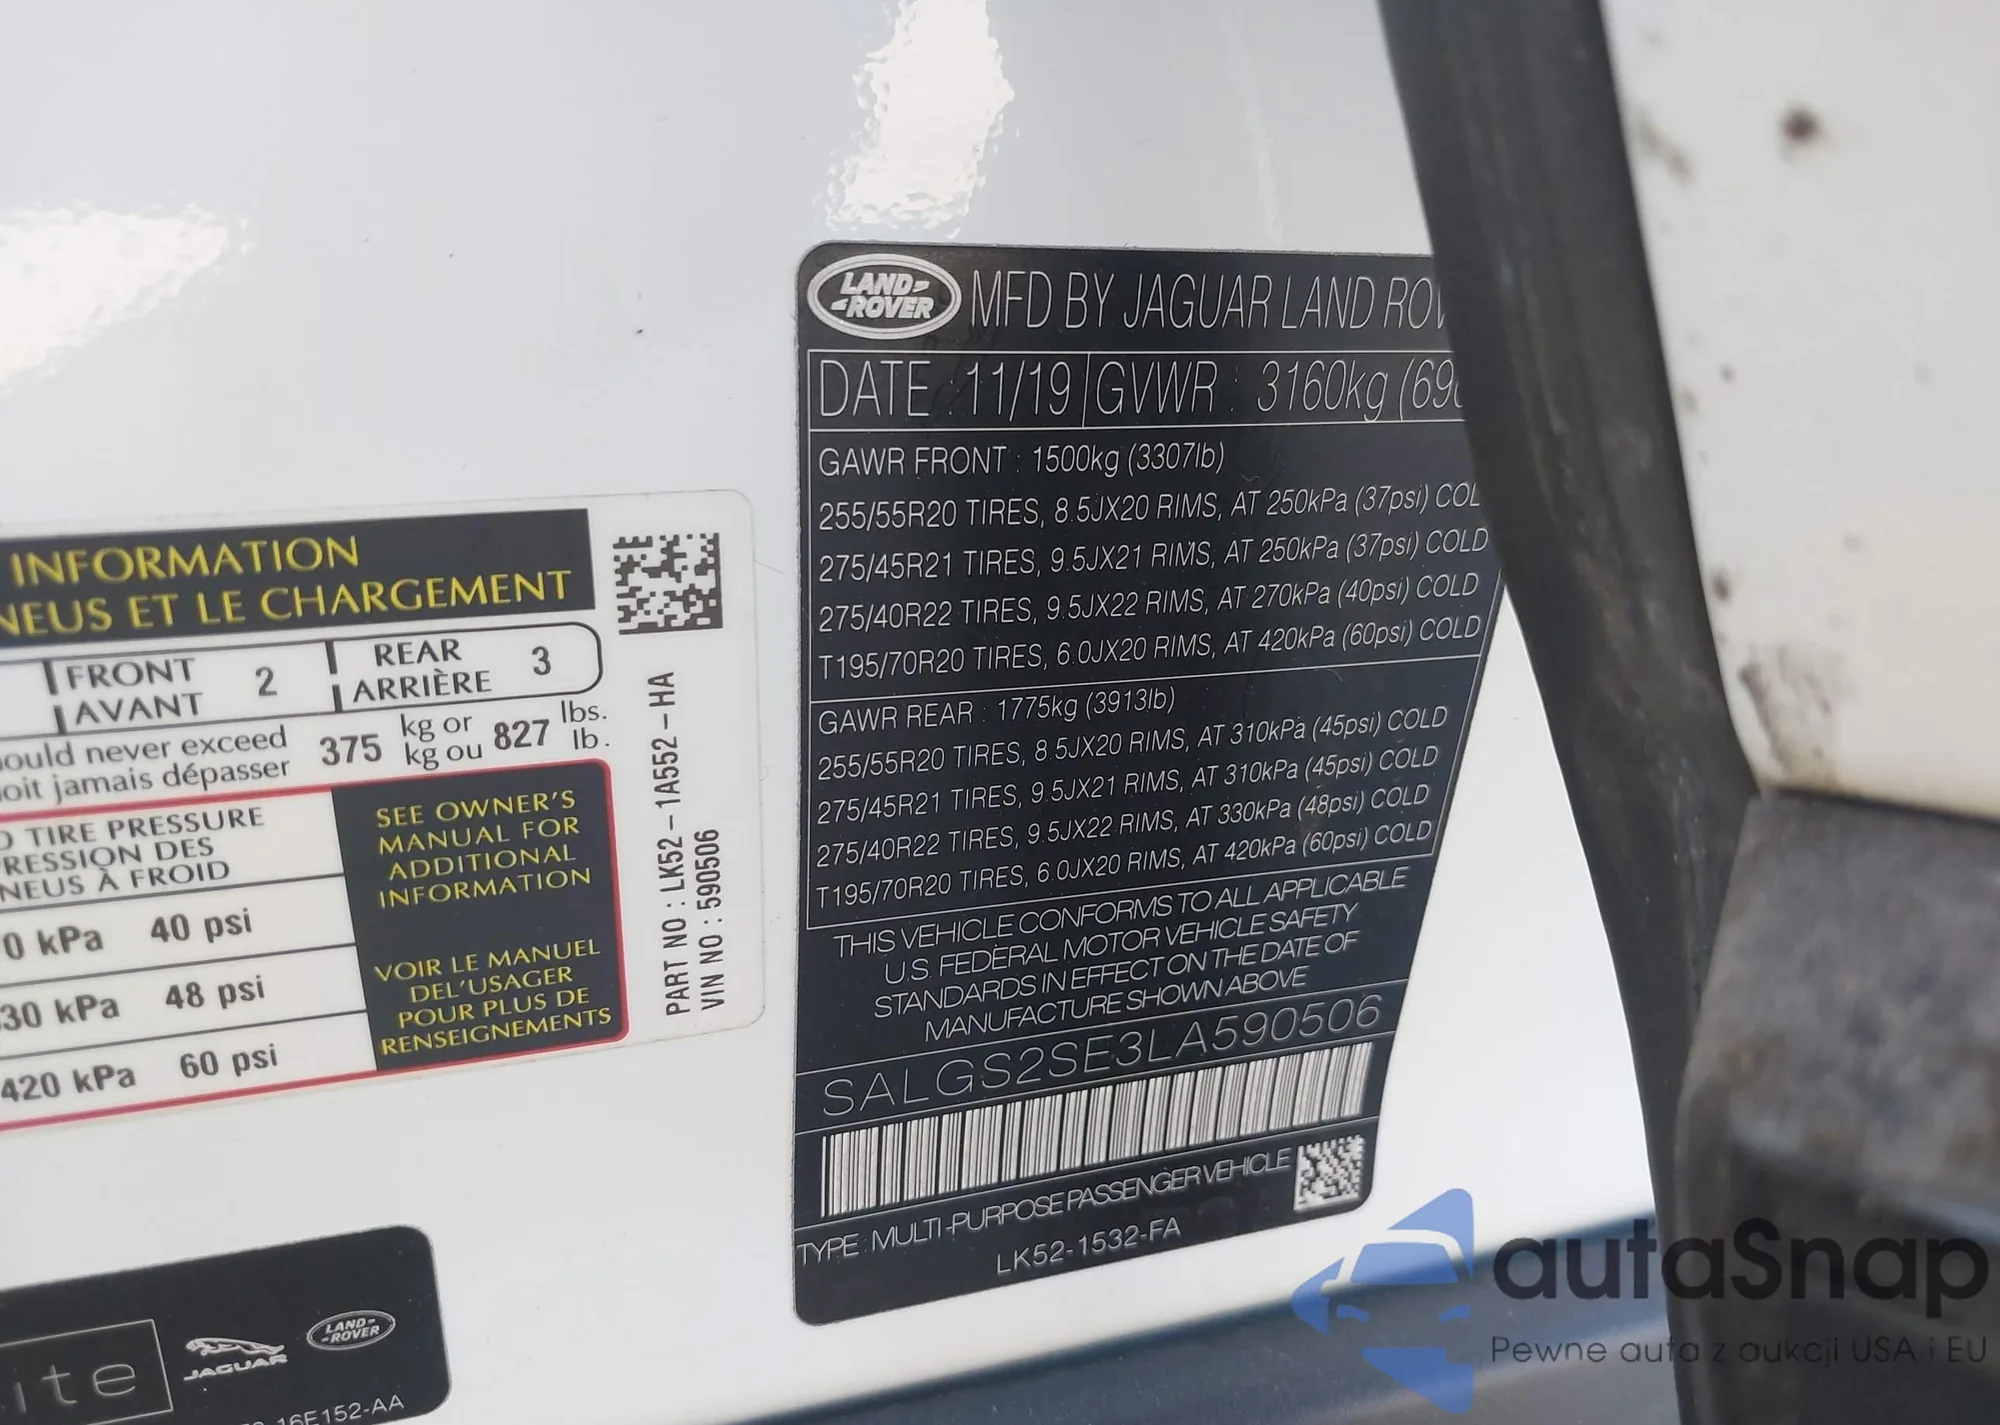 INFORMATION
ET LE CHARGEMENT
FRONT 2 REAR 3
AVANT ARRIÈRE
never exceed 375 kg or 827 lbs.
jamais dépasser kg ou lb.
TIRE PRESSURE
DES
À FROID
kPa 40 psi
kPa 48 psi
420 kPa 60 psi
SEE OWNER'S
MANUAL FOR
ADDITIONAL
INFORMATION
VOIR LE MANUEL
DEL'USAGER
POUR PLUS DE
RENSEIGNEMENTS
PART NO : LK52-1A552-HA
VIN NO : 590506
LAND ROVER
MFD BY JAGUAR LAND
DATE : 11/19 GVWR : 3160kg
GAWR FRONT : 1500kg (3307lb)
255/55R20 TIRES, 8.5JX20 RIMS, AT 250kPa (37psi)
275/45R21 TIRES, 9.5JX21 RIMS, AT 250kPa (37psi) COLD
275/40R22 TIRES, 9.5JX22 RIMS, AT 270kPa (40psi) COLD
T195/70R20 TIRES, 6.0JX20 RIMS, AT 420kPa (60psi) COLD
GAWR REAR : 1775kg (3913lb)
255/55R20 TIRES, 8.5JX20 RIMS, AT 310kPa (45psi) COLD
275/45R21 TIRES, 9.5JX21 RIMS, AT 310kPa (45psi) COLD
275/40R22 TIRES, 9.5JX22 RIMS, AT 330kPa (48psi) COLD
T195/70R20 TIRES, 6.0JX20 RIMS, AT 420kPa (60psi) COLD
THIS VEHICLE CONFORMS TO ALL APPLICABLE
U.S. FEDERAL MOTOR VEHICLE SAFETY
STANDARDS IN EFFECT ON THE DATE OF
MANUFACTURE SHOWN ABOVE
SALGS2SE3LA590506
TYPE : MULTI-PURPOSE PASSENGER VEHICLE
LK52-1532-FA
JAGUAR
LAND ROVER
16E152-AA
autaSnap
Pewne auta z aukcji USA i EU